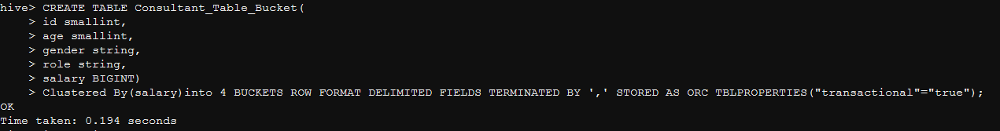 hive> CREATE TABLE Consultant_Table_Bucket(
    > id smallint,
    > age smallint,
    > gender string,
    > role string,
    > salary BIGINT)
    > Clustered By(salary)into 4 BUCKETS ROW FORMAT DELIMITED FIELDS TERMINATED BY ',' STORED AS ORC TBLPROPERTIES("transactional"="true");
OK
Time taken: 0.194 seconds